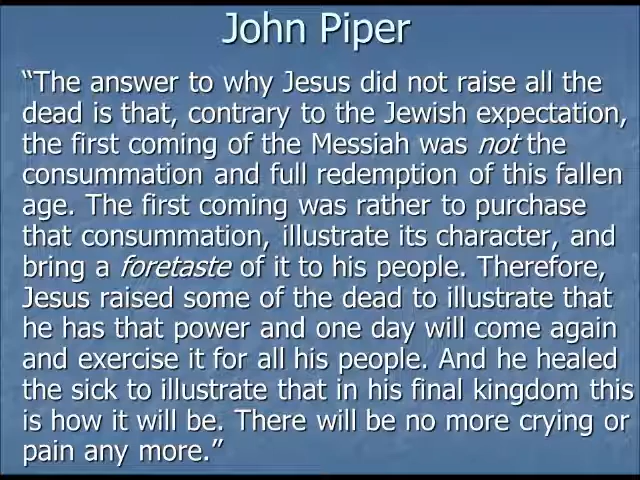 John Piper
“The answer to why Jesus did not raise all the
dead is that, contrary to the Jewish expectation,
the first coming of the Messiah was not the
consummation and full redemption of this fallen
age. The first coming was rather to purchase
that consummation, illustrate its character, and
bring a foretaste of it to his people. Therefore,
Jesus raised some of the dead to illustrate that
he has that power and one day will come again
and exercise it for all his people. And he healed
the sick to illustrate that in his final kingdom this
is how it will be. There will be no more crying or
pain any more.”